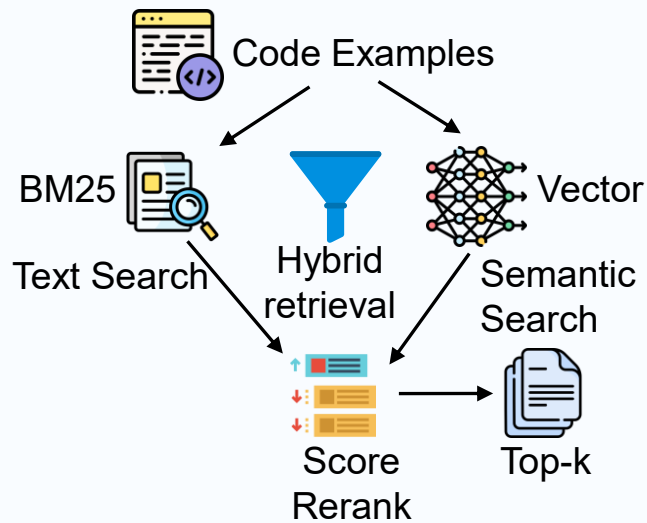 Code Examples
BM25
Vector
Text Search
Hybrid
retrieval
Semantic
Search
Score
Rerank
Top-k